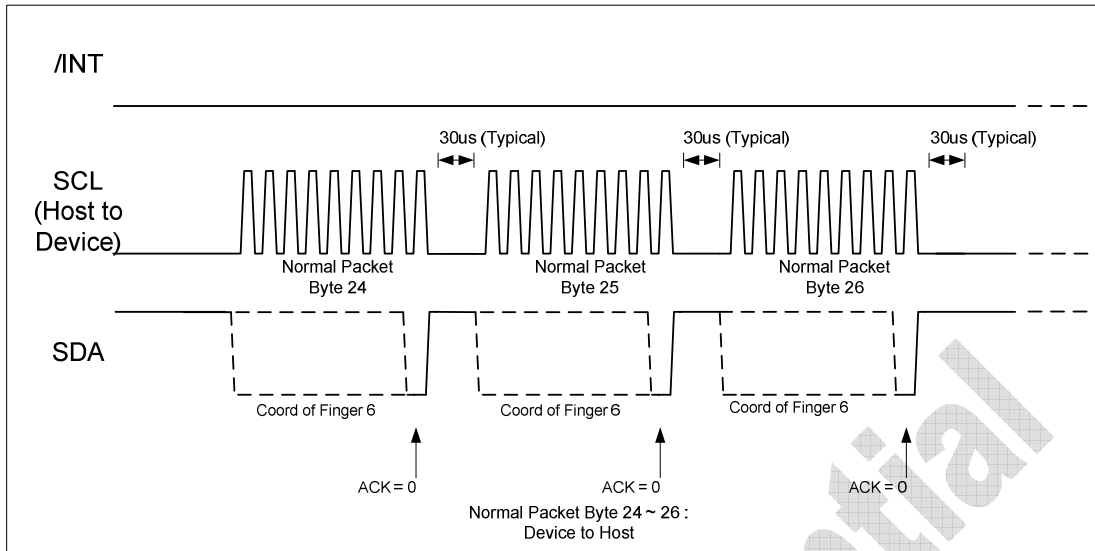 /INT
30us (Typical)
30us (Typical)
30us (Typical)
SCL
(Host to
Device)
Normal Packet
Byte 24
Normal Packet
Byte 25
Normal Packet
Byte 26
SDA
Coord of Finger 6
Coord of Finger 6
Coord of Finger 6
ACK = 0
ACK = 0
ACK = 0
Normal Packet Byte 24 ~ 26 :
Device to Host
ntial